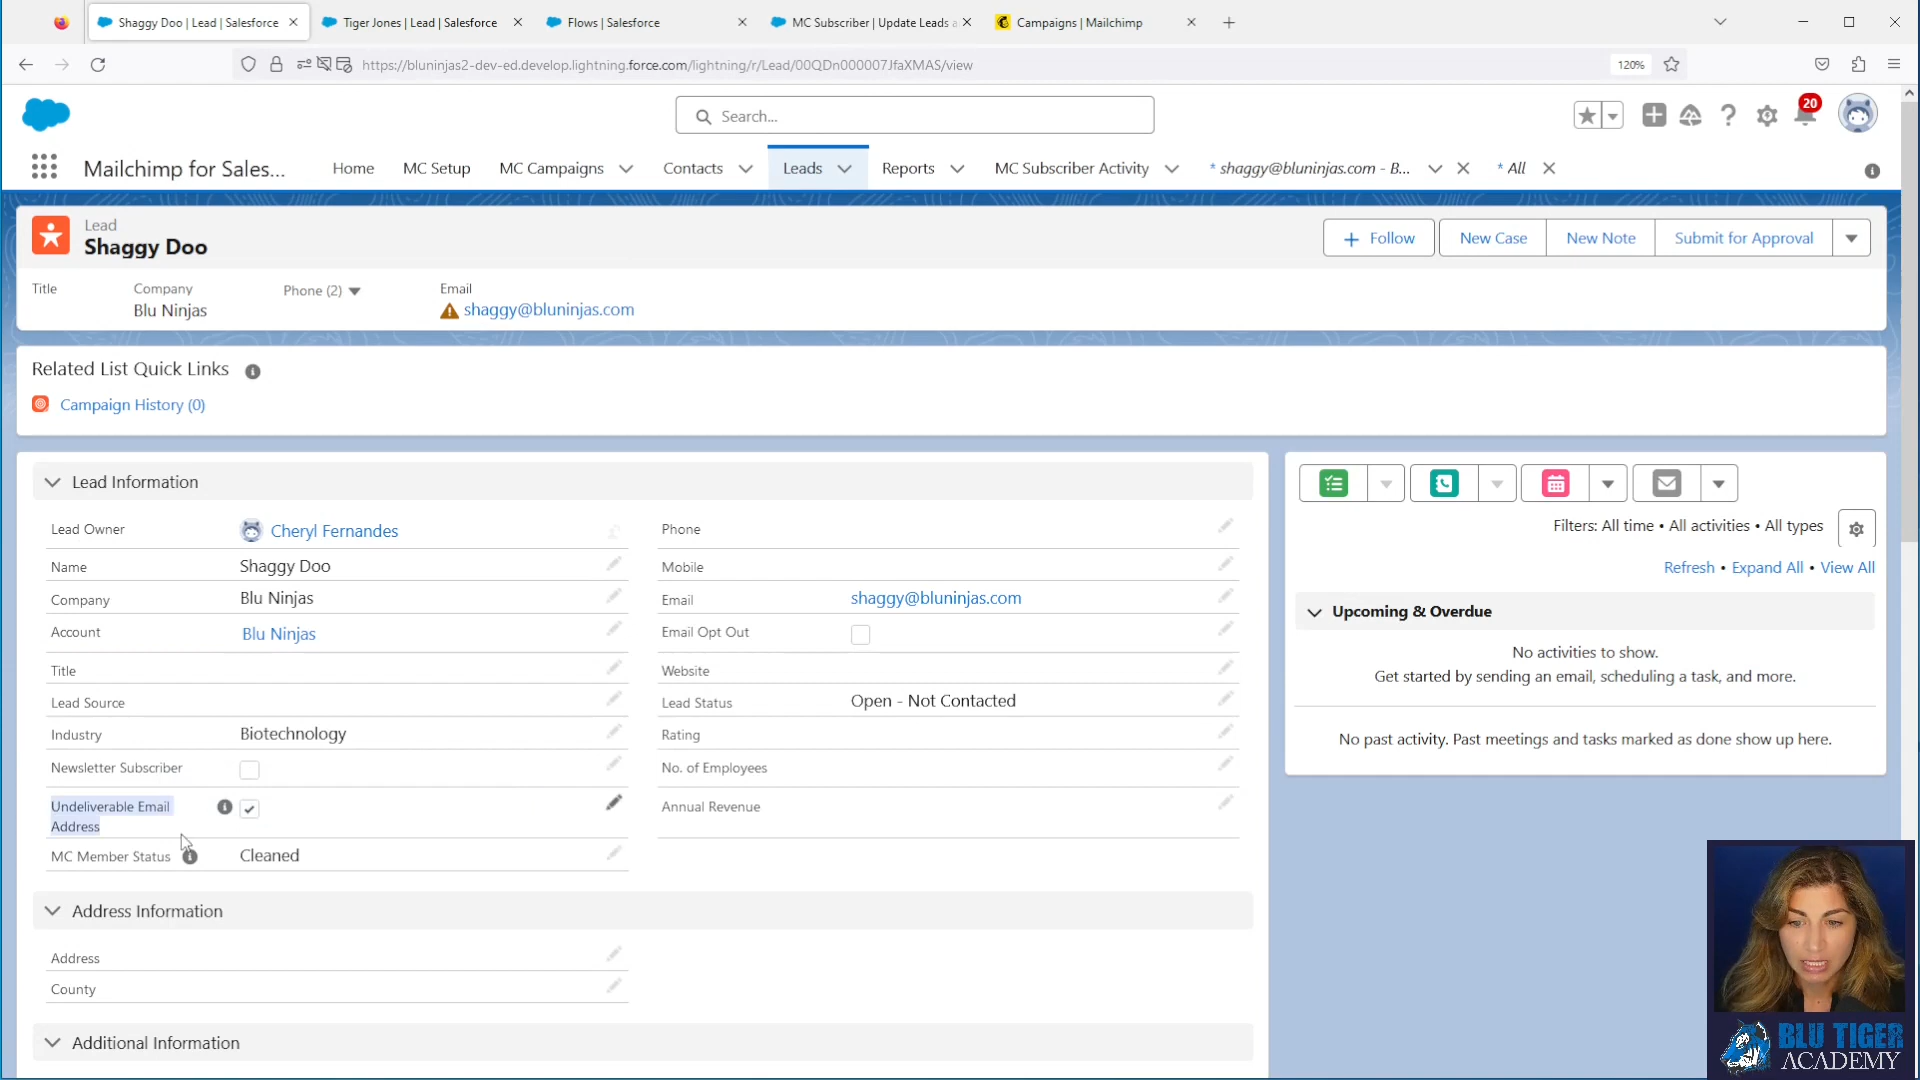 Shaggy Doo | Lead | Salesforce
Tiger Jones | Lead | Salesforce
Flows | Salesforce
MC Subscriber | Update Leads a
Campaigns | Mailchimp
https://bluninjas2-dev-ed.develop.lightning.force.com/lightning/r/Lead/00QDn000007JfaXMAS/view
120%
Search...
20
Mailchimp for Sales...
Home
MC Setup
MC Campaigns
Contacts
Leads
Reports
MC Subscriber Activity
* shaggy@bluninjas.com - B...
* All
Lead
Shaggy Doo
Follow
New Case
New Note
Submit for Approval
Title
Company
Blu Ninjas
Phone (2)
Email
shaggy@bluninjas.com
Related List Quick Links
Campaign History (0)
Lead Information
Lead Owner
Cheryl Fernandes
Phone
Name
Shaggy Doo
Mobile
Company
Blu Ninjas
Email
shaggy@bluninjas.com
Account
Blu Ninjas
Email Opt Out
Title
Website
Lead Source
Lead Status
Open - Not Contacted
Industry
Biotechnology
Rating
Newsletter Subscriber
No. of Employees
Undeliverable Email
Address
Annual Revenue
MC Member Status
Cleaned
Address Information
Address
County
Additional Information
Filters: All time • All activities • All types
Refresh • Expand All • View All
Upcoming & Overdue
No activities to show.
Get started by sending an email, scheduling a task, and more.
No past activity. Past meetings and tasks marked as done show up here.
BLU TIGER
ACADEMY